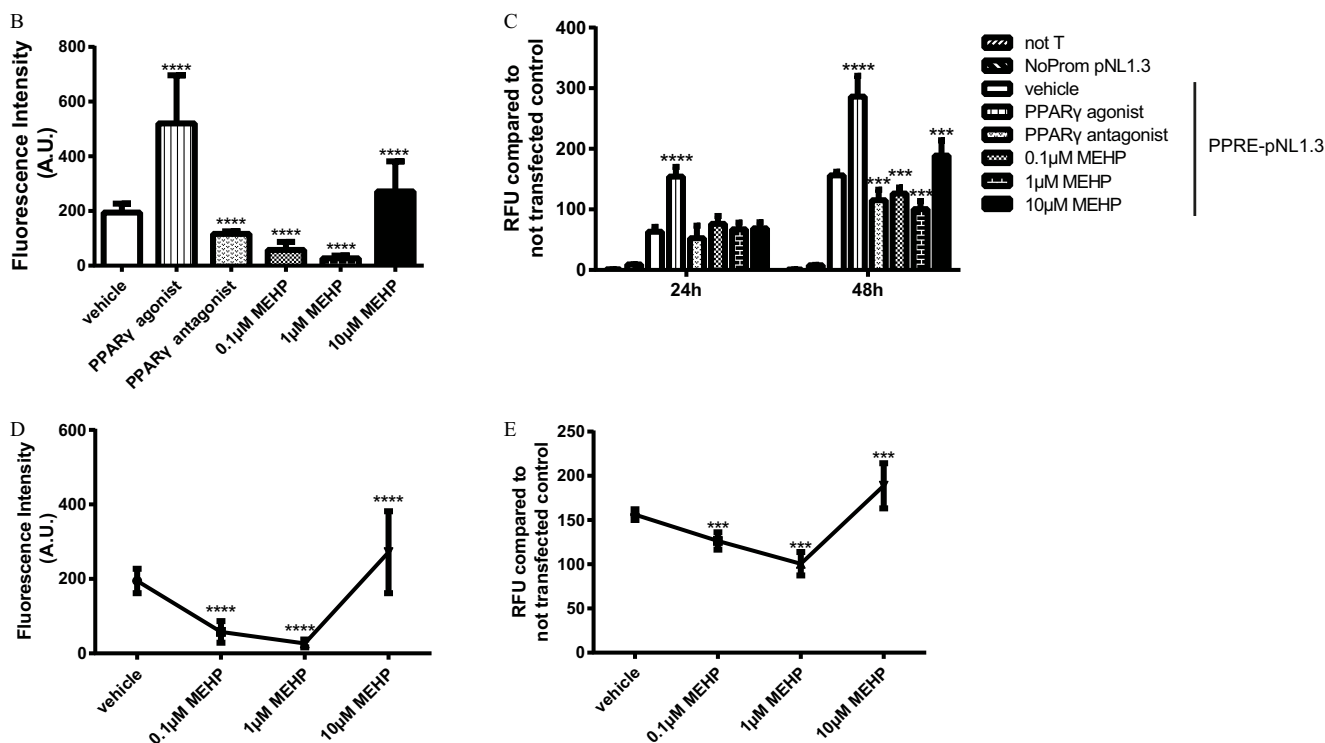 B
Fluorescence Intensity
(A.U.)
800
600
400
200
0
****
****
****
****
****
vehicle
PPARγ agonist
PPARγ antagonist
0.1µM MEHP
1µM MEHP
10µM MEHP
C
RFU compared to
not transfected control
400
300
200
100
0
****
****
***
***
***
***
24h
48h
not T
NoProm pNL1.3
vehicle
PPARγ agonist
PPARγ antagonist
0.1µM MEHP
1µM MEHP
10µM MEHP
PPRE-pNL1.3
D
Fluorescence Intensity
(A.U.)
600
400
200
0
****
****
****
vehicle
0.1µM MEHP
1µM MEHP
10µM MEHP
E
RFU compared to
not transfected control
250
200
150
100
50
0
***
***
***
vehicle
0.1µM MEHP
1µM MEHP
10µM MEHP